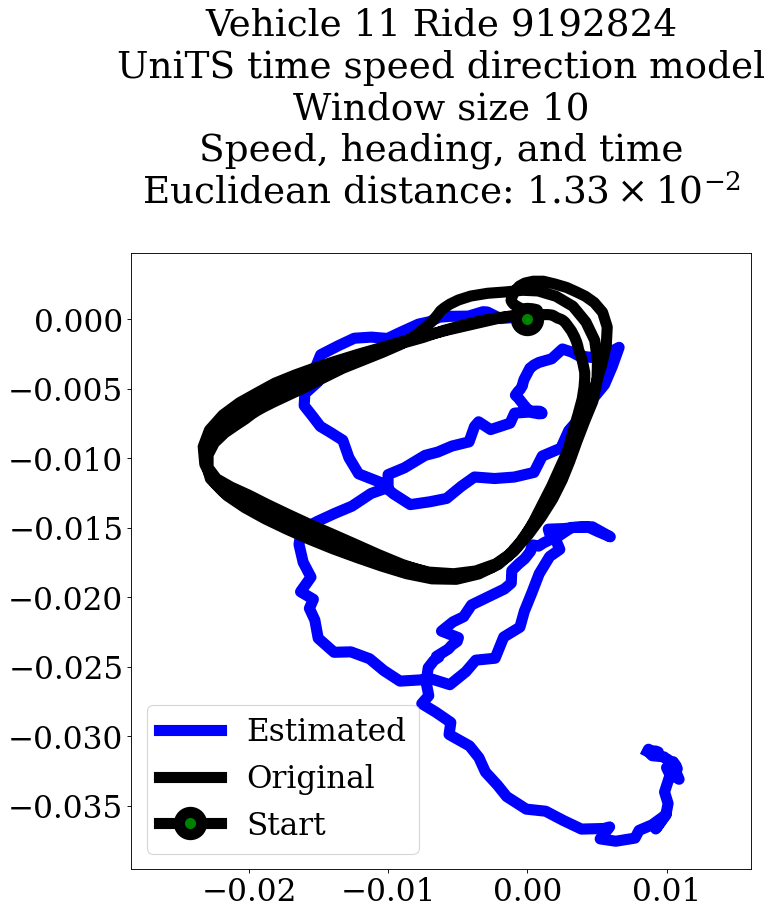 Vehicle 11 Ride 9192824
UniTS time speed direction model
Window size 10
Speed, heading, and time
Euclidean distance: 1.33 × 10⁻²
0.000
−0.005
−0.010
−0.015
−0.020
−0.025
−0.030
−0.035
Estimated
Original
Start
−0.02 −0.01 0.00 0.01